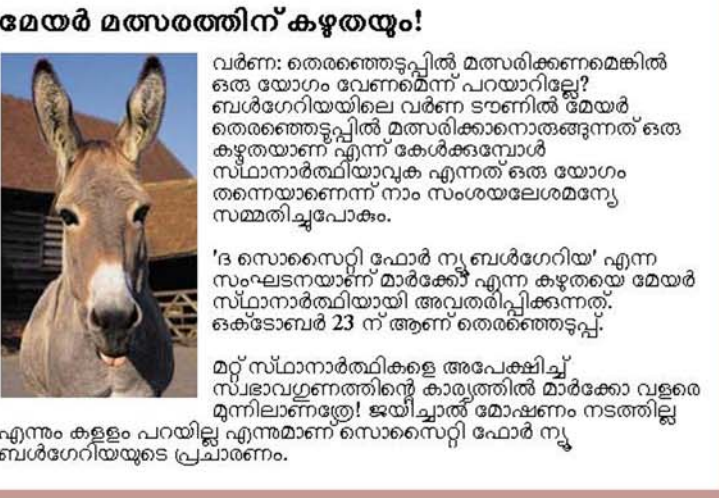 മേയർ മത്സരത്തിന് കഴുതയും!
വർണ: തെരഞ്ഞെടുപ്പിൽ മത്സരിക്കണമെങ്കിൽ
ഒരു യോഗം വേണമെന്ന് പറയാറില്ലേ?
ബൾഗേറിയയിലെ വർണ ടൗണിൽ മേയർ
തെരഞ്ഞെടുപ്പിൽ മത്സരിക്കാനൊരുങ്ങുന്നത് ഒരു
കഴുതയാണ് എന്ന് കേൾക്കുമ്പോൾ
സ്ഥാനാർത്ഥിയാവുക എന്നത് ഒരു യോഗം
തന്നെയാണെന്ന് നാം സംശയലേശമന്യേ
സമ്മതിച്ചുപോകും.
'ദ സൊസൈറ്റി ഫോർ ന്യൂ ബൾഗേറിയ' എന്ന
സംഘടനയാണ് മാർക്കോ എന്ന കഴുതയെ മേയർ
സ്ഥാനാർത്ഥിയായി അവതരിപ്പിക്കുന്നത്.
ഒക്ടോബർ 23 ന് ആണ് തെരഞ്ഞെടുപ്പ്.
മറ്റ് സ്ഥാനാർത്ഥികളെ അപേക്ഷിച്ച്
സ്വഭാവഗുണത്തിന്റെ കാര്യത്തിൽ മാർക്കോ വളരെ
മുന്നിലാണത്രേ! ജയിച്ചാൽ മോഷണം നടത്തില്ല
എന്നും കള്ളം പറയില്ല എന്നുമാണ് സൊസൈറ്റി ഫോർ ന്യൂ
ബൾഗേറിയയുടെ പ്രചാരണം.